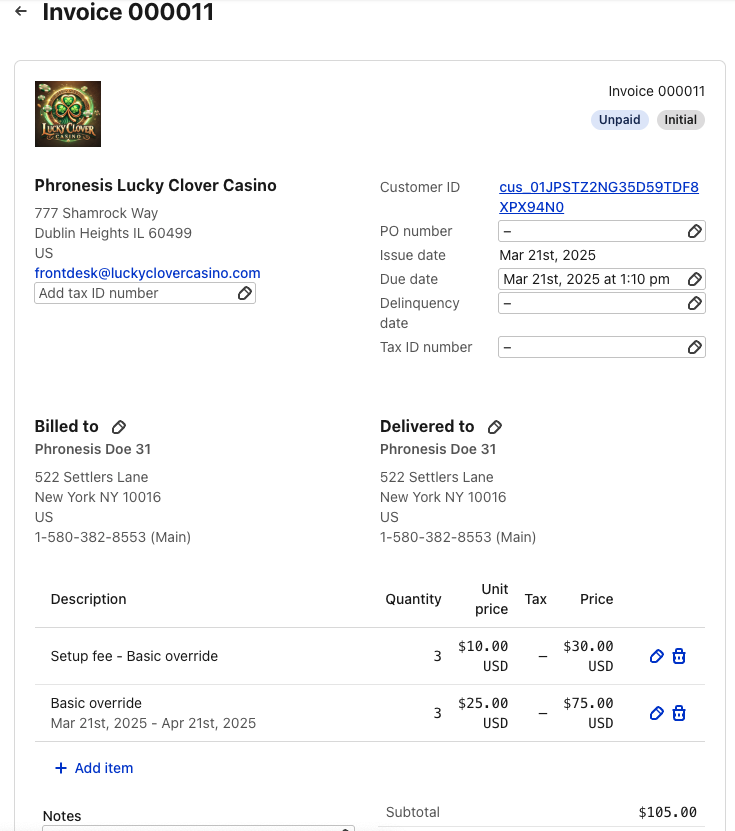 ← Invoice 000011
LUCKY CLOVER
CASINO
Invoice 000011
Unpaid Initial
Phronesis Lucky Clover Casino
777 Shamrock Way
Dublin Heights IL 60499
US
frontdesk@luckyclovercasino.com
Add tax ID number
Customer ID cus_01JPSTZ2NG35D59TDF8
XPX94N0
PO number –
Issue date Mar 21st, 2025
Due date Mar 21st, 2025 at 1:10 pm
Delinquency –
date
Tax ID number –
Billed to
Phronesis Doe 31
522 Settlers Lane
New York NY 10016
US
1-580-382-8553 (Main)
Delivered to
Phronesis Doe 31
522 Settlers Lane
New York NY 10016
US
1-580-382-8553 (Main)
Description Quantity Unit price Tax Price
Setup fee - Basic override 3 $10.00 USD – $30.00 USD
Basic override 3 $25.00 USD – $75.00 USD
Mar 21st, 2025 - Apr 21st, 2025
+ Add item
Notes
Subtotal $105.00